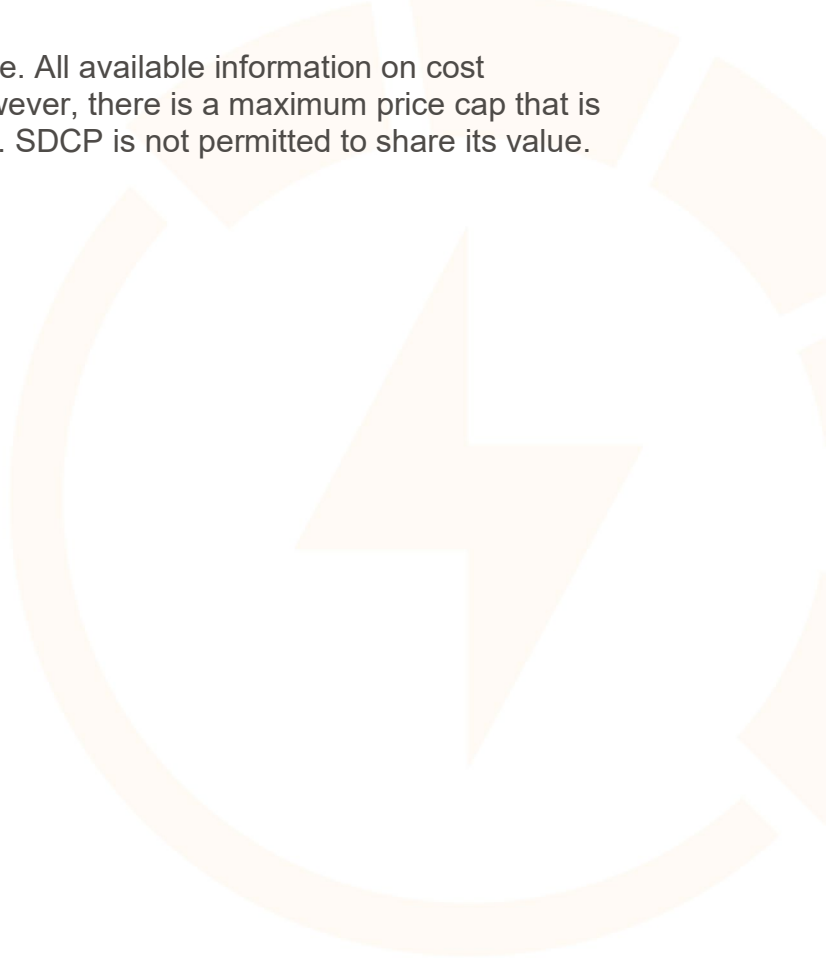 e. All available information on cost
wever, there is a maximum price cap that is
. SDCP is not permitted to share its value.